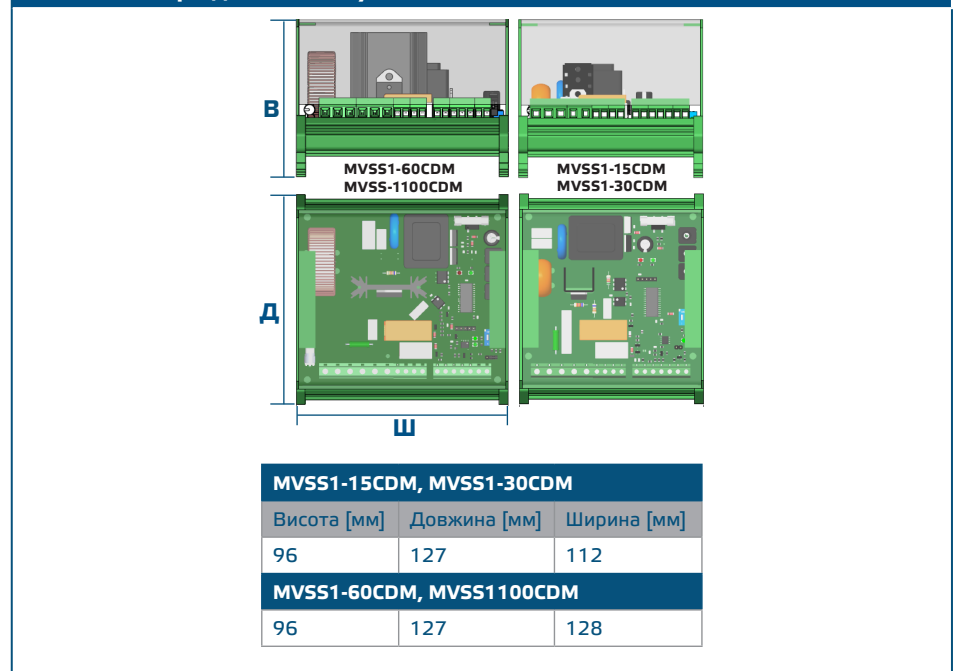 В
MVSS1-60CDM
MVSS-1100CDM
MVSS1-15CDM
MVSS1-30CDM
Д
Ш
MVSS1-15CDM, MVSS1-30CDM
Висота [мм] Довжина [мм] Ширина [мм]
96 127 112
MVSS1-60CDM, MVSS1100CDM
96 127 128